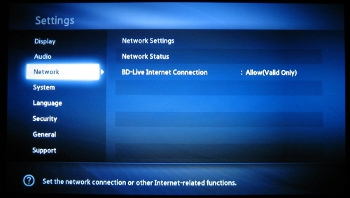 Settings
Display
Audio
Network
System
Language
Security
General
Support
Network Settings
Network Status
BD-Live Internet Connection : Allow(Valid Only)
? Set the network connection or other Internet-related functions.